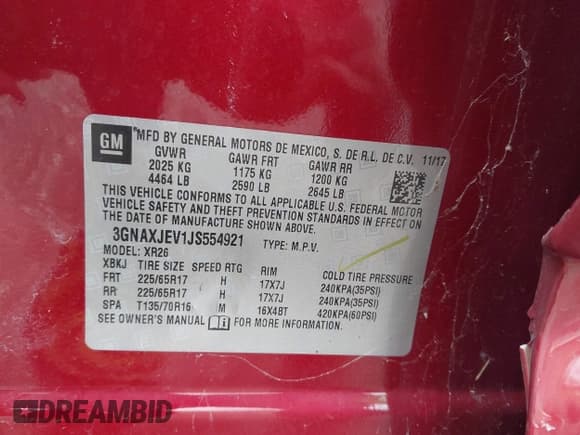 GM
MFD BY GENERAL MOTORS DE MEXICO, S. DE R.L. DE C.V. 11/17
GVWR GAWR FRT GAWR RR
2025 KG 1175 KG 1200 KG
4464 LB 2590 LB 2645 LB
THIS VEHICLE CONFORMS TO ALL APPLICABLE U.S. FEDERAL MOTOR
VEHICLE SAFETY AND THEFT PREVENTION STANDARDS IN EFFECT ON
THE DATE OF MANUFACTURE SHOWN ABOVE.
3GNAXJEV1JS554921 TYPE: M.P.V.
MODEL: XR26
XBKJ TIRE SIZE SPEED RTG RIM COLD TIRE PRESSURE
FRT 225/65R17 H 17X7J 240KPA(35PSI)
RR 225/65R17 H 17X7J 240KPA(35PSI)
SPA T135/70R16 M 16X4BT 420KPA(60PSI)
SEE OWNER'S MANUAL i FOR MORE INFORMATION.
DREAMBID